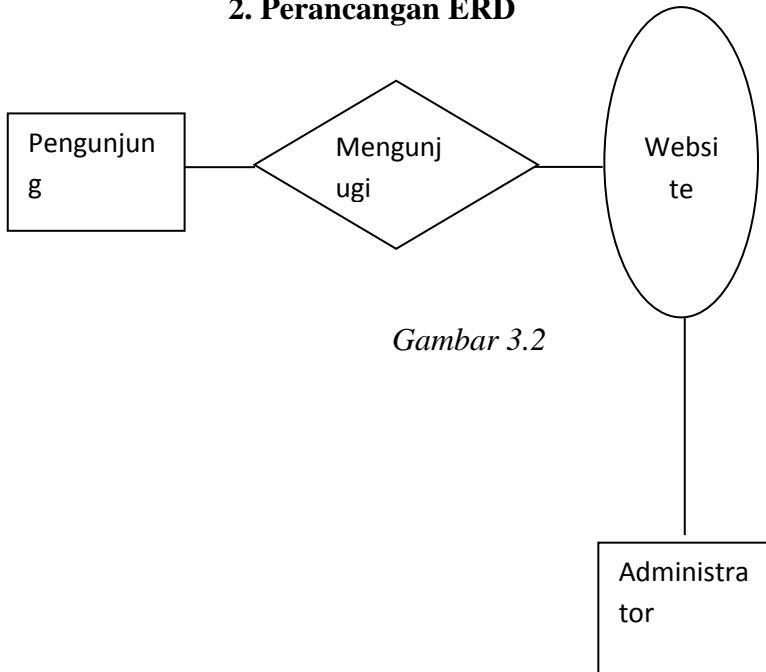 2. Perancangan ERD
Pengunjun
g
Mengunj
ugi
Websi
te
Gambar 3.2
Administra
tor